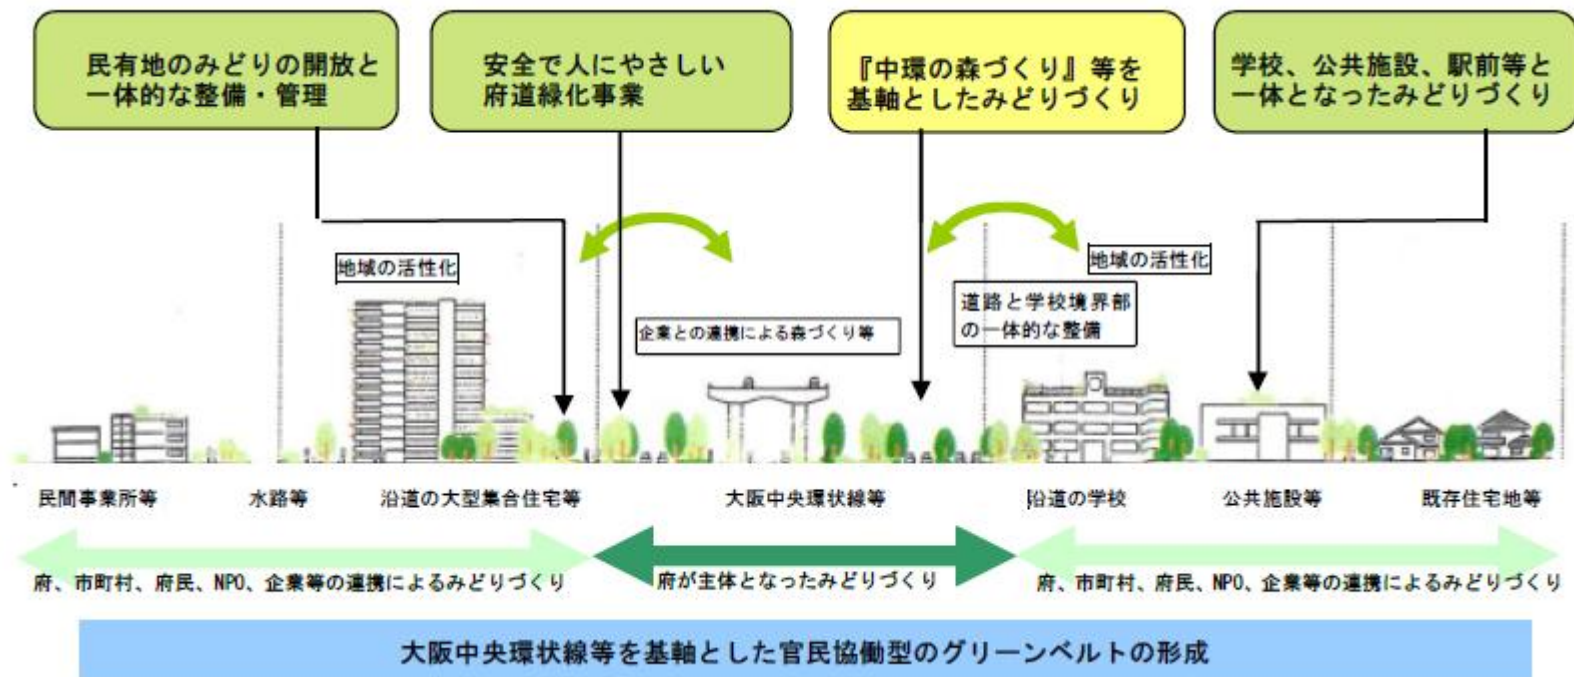 民有地のみどりの開放と
一体的な整備・管理
安全で人にやさしい
府道緑化事業
『中環の森づくり』等を
基軸としたみどりづくり
学校、公共施設、駅前等と
一体となったみどりづくり
地域の活性化
地域の活性化
企業との連携による森づくり等
道路と学校境界部
の一体的な整備
民間事業所等
水路等
沿道の大型集合住宅等
大阪中央環状線等
沿道の学校
公共施設等
既存住宅地等
府、市町村、府民、NPO、企業等の連携によるみどりづくり
府が主体となったみどりづくり
府、市町村、府民、NPO、企業等の連携によるみどりづくり
大阪中央環状線等を基軸とした官民協働型のグリーンベルトの形成